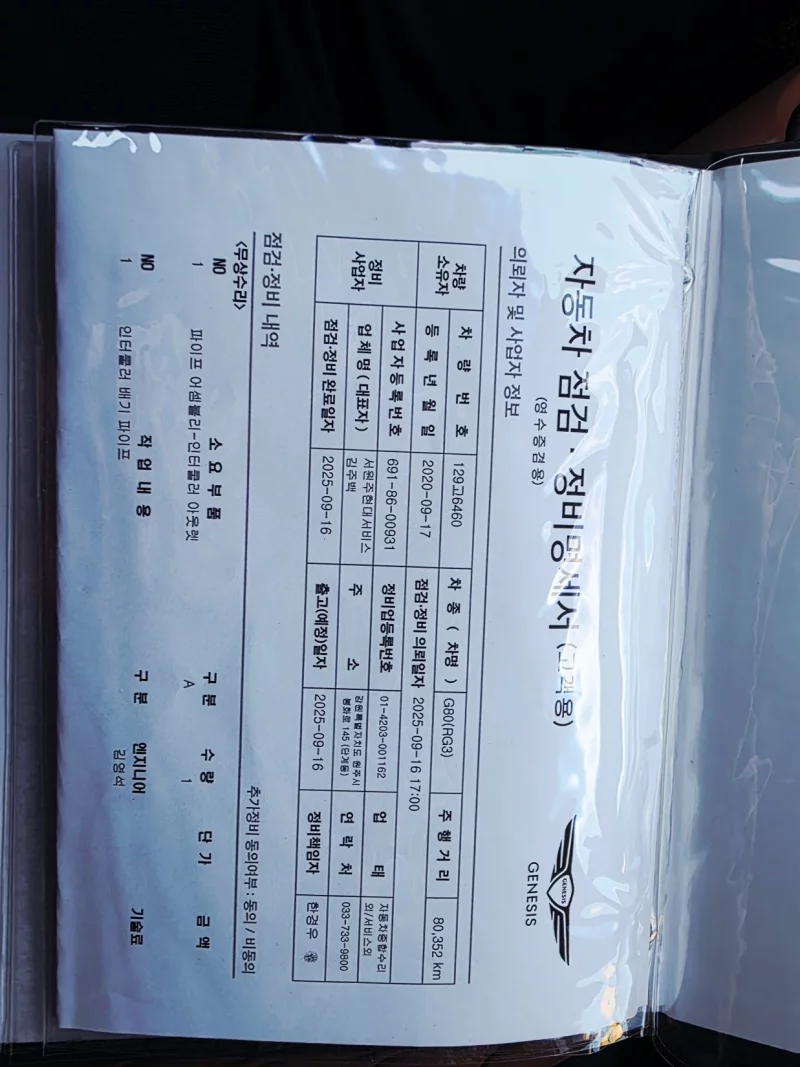 자동차 점검·정비명세서 (고객용)
(영수증겸용)
GENESIS
GENESIS
의뢰자 및 사업자 정보
차량 소유자 차량번호 129고6460 차종(차명) G80(RG3) 주행거리 80,352 km
등록년월일 2020-09-17 점검·정비 의뢰일자 2025-09-16 17:00
정비 사업자 사업자등록번호 691-86-00931 정비업등록번호 01-4203-001162 업태 자동차종합수리외/서비스외
업체명(대표자) 서원주현대서비스 김주백 주소 강원특별자치도 원주시 봉화로 145 (단계동) 연락처 033-733-9800
점검·정비 완료일자 2025-09-16 출고(예정)일자 2025-09-16 정비책임자 한경우
점검·정비 내역
추가정비 동의여부 : 동의 / 비동의
<무상수리>
NO 소요부품 구분 수량 단가 금액
1 파이프 어셈블리-인터쿨러 아웃렛 A 1
NO 작업내용 구분 엔지니어 기술료
1 인터쿨러 배기 파이프 김영석